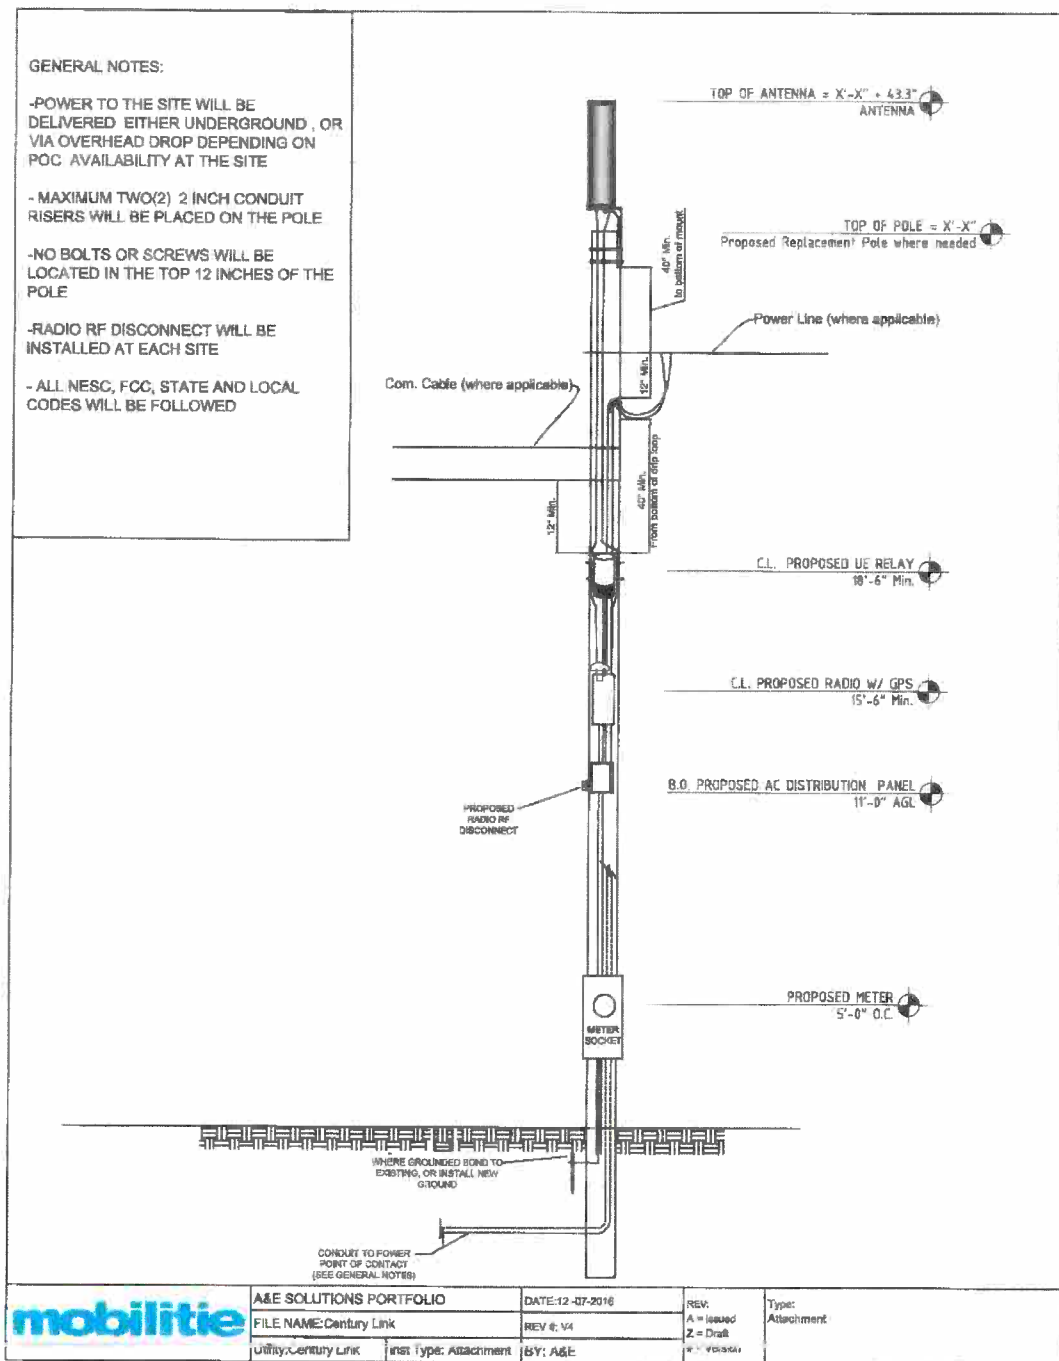 GENERAL NOTES:
-POWER TO THE SITE WILL BE
DELIVERED EITHER UNDERGROUND , OR
VIA OVERHEAD DROP DEPENDING ON
POC AVAILABILITY AT THE SITE
- MAXIMUM TWO(2) 2 INCH CONDUIT
RISERS WILL BE PLACED ON THE POLE
-NO BOLTS OR SCREWS WILL BE
LOCATED IN THE TOP 12 INCHES OF THE
POLE
-RADIO RF DISCONNECT WILL BE
INSTALLED AT EACH SITE
- ALL NESC, FCC, STATE AND LOCAL
CODES WILL BE FOLLOWED
TOP OF ANTENNA = X'-X" + 43.3"
ANTENNA
TOP OF POLE = X'-X"
Proposed Replacement Pole where needed
40" Min.
to bottom of mount
Power Line (where applicable)
12" Min.
Com. Cable (where applicable)
40" Min.
From bottom of drip loop
12" Min.
C.L. PROPOSED UE RELAY
18'-6" Min.
C.L. PROPOSED RADIO W/ GPS
15'-6" Min.
B.O. PROPOSED AC DISTRIBUTION PANEL
11'-0" AGL
PROPOSED
RADIO RF
DISCONNECT
PROPOSED METER
5'-0" O.C.
METER
SOCKET
WHERE GROUNDED BOND TO
EXISTING, OR INSTALL NEW
GROUND
CONDUIT TO POWER
POINT OF CONTACT
(SEE GENERAL NOTES)
mobilitie
A&E SOLUTIONS PORTFOLIO
FILE NAME:Century Link
Utility:Century Link
Inst Type: Attachment
DATE:12 -07-2016
REV #: V4
BY: A&E
REV:
A = Issued
Z = Draft
# = Version
Type:
Attachment